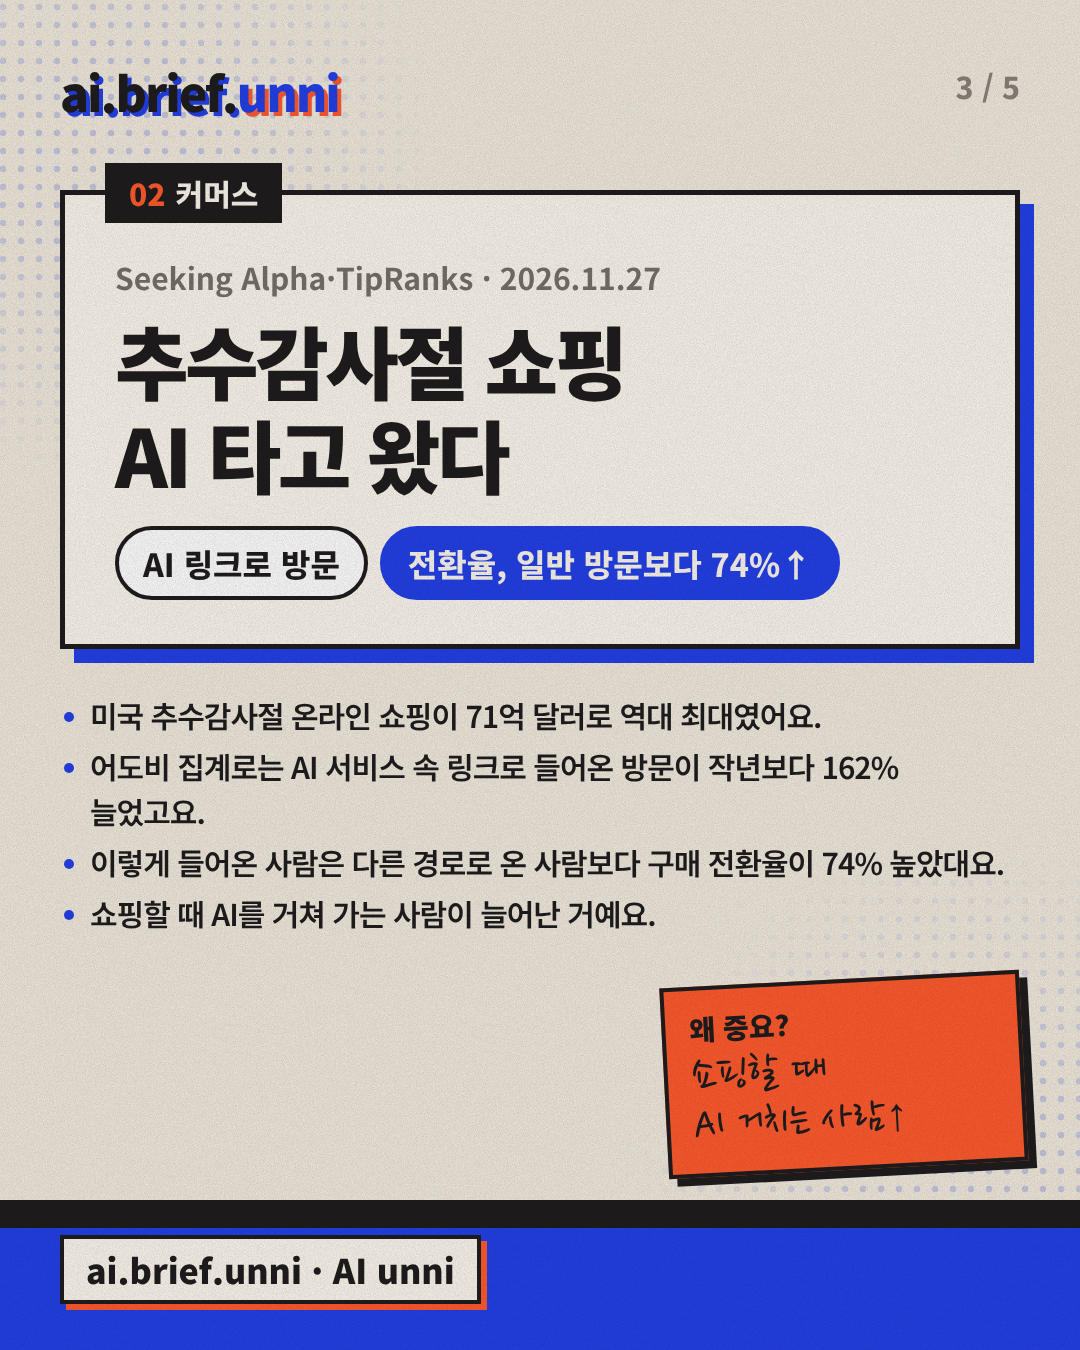 ai.brief.unni
3 / 5
02 커머스
Seeking Alpha·TipRanks · 2026.11.27
추수감사절 쇼핑
AI 타고 왔다
AI 링크로 방문
전환율, 일반 방문보다 74%↑
• 미국 추수감사절 온라인 쇼핑이 71억 달러로 역대 최대였어요.
• 어도비 집계로는 AI 서비스 속 링크로 들어온 방문이 작년보다 162%
늘었고요.
• 이렇게 들어온 사람은 다른 경로로 온 사람보다 구매 전환율이 74% 높았대요.
• 쇼핑할 때 AI를 거쳐 가는 사람이 늘어난 거예요.
왜 중요?
쇼핑할 때
AI 거치는 사람↑
ai.brief.unni · AI unni